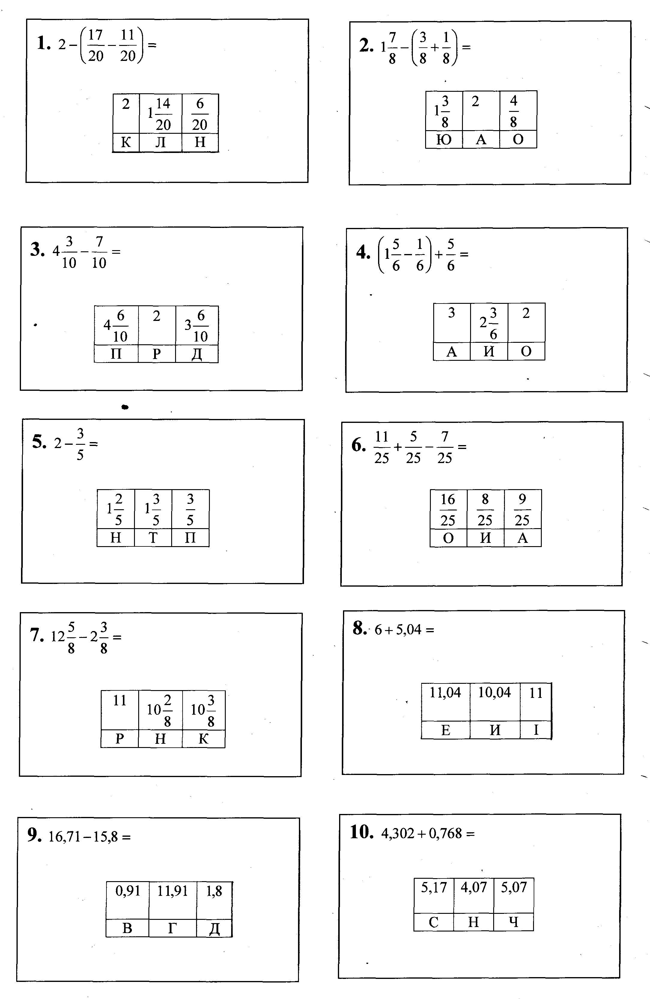 1. 2 − (17/20 − 11/20) =
2 | 1 14/20 | 6/20
К | Л | Н
2. 1 7/8 − (3/8 + 1/8) =
1 3/8 | 2 | 4/8
Ю | А | О
3. 4 3/10 − 7/10 =
4 6/10 | 2 | 3 6/10
П | Р | Д
4. (1 5/6 − 1/6) + 5/6 =
3 | 2 3/6 | 2
А | И | О
5. 2 − 3/5 =
1 2/5 | 1 3/5 | 3/5
Н | Т | П
6. 11/25 + 5/25 − 7/25 =
16/25 | 8/25 | 9/25
О | И | А
7. 12 5/8 − 2 3/8 =
11 | 10 2/8 | 10 3/8
Р | Н | К
8. 6 + 5,04 =
11,04 | 10,04 | 11
Е | И | І
9. 16,71 − 15,8 =
0,91 | 11,91 | 1,8
В | Г | Д
10. 4,302 + 0,768 =
5,17 | 4,07 | 5,07
С | Н | Ч